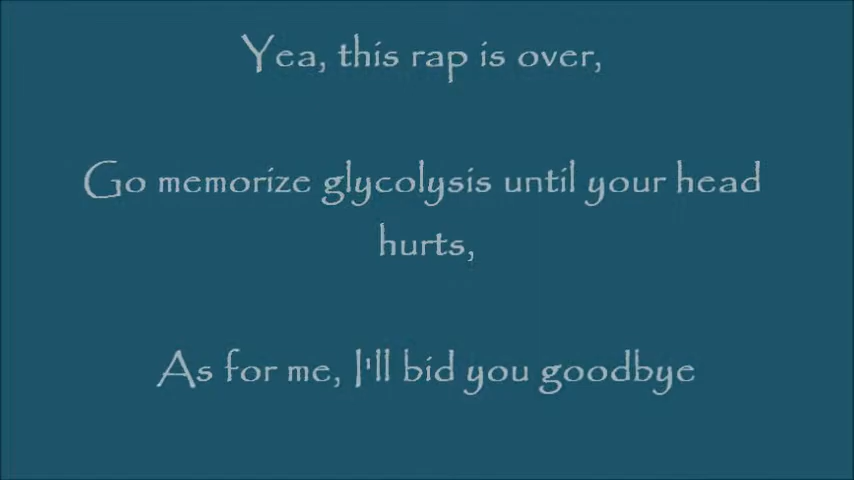 Yea, this rap is over,
Go memorize glycolysis until your head
hurts,
As for me, I'll bid you goodbye